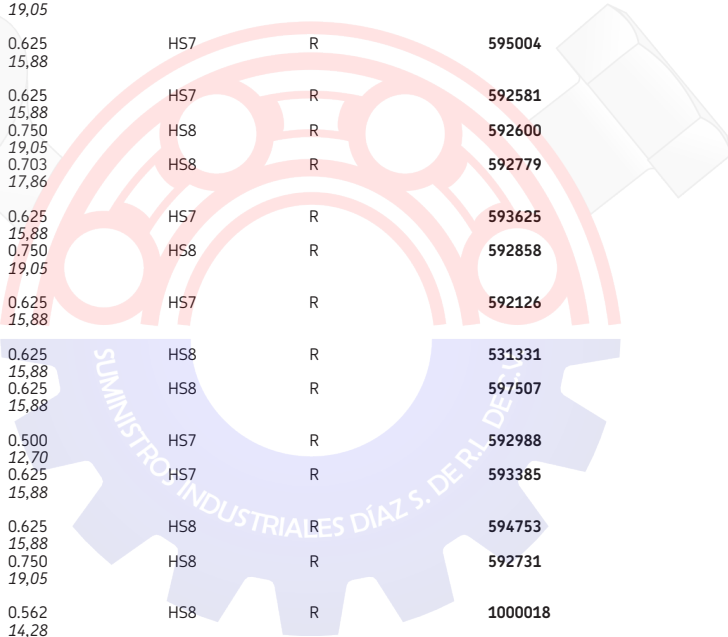 19,05
0.625 HS7 R 595004
15,88
0.625 HS7 R 592581
15,88
0.750 HS8 R 592600
19,05
0.703 HS8 R 592779
17,86
0.625 HS7 R 593625
15,88
0.750 HS8 R 592858
19,05
0.625 HS7 R 592126
15,88
0.625 HS8 R 531331
15,88
0.625 HS8 R 597507
15,88
0.500 HS7 R 592988
12,70
0.625 HS7 R 593385
15,88
0.625 HS8 R 594753
15,88
0.750 HS8 R 592731
19,05
0.562 HS8 R 1000018
14,28
SUMINISTROS INDUSTRIALES DÍAZ S. DE R.L. DE C.V.